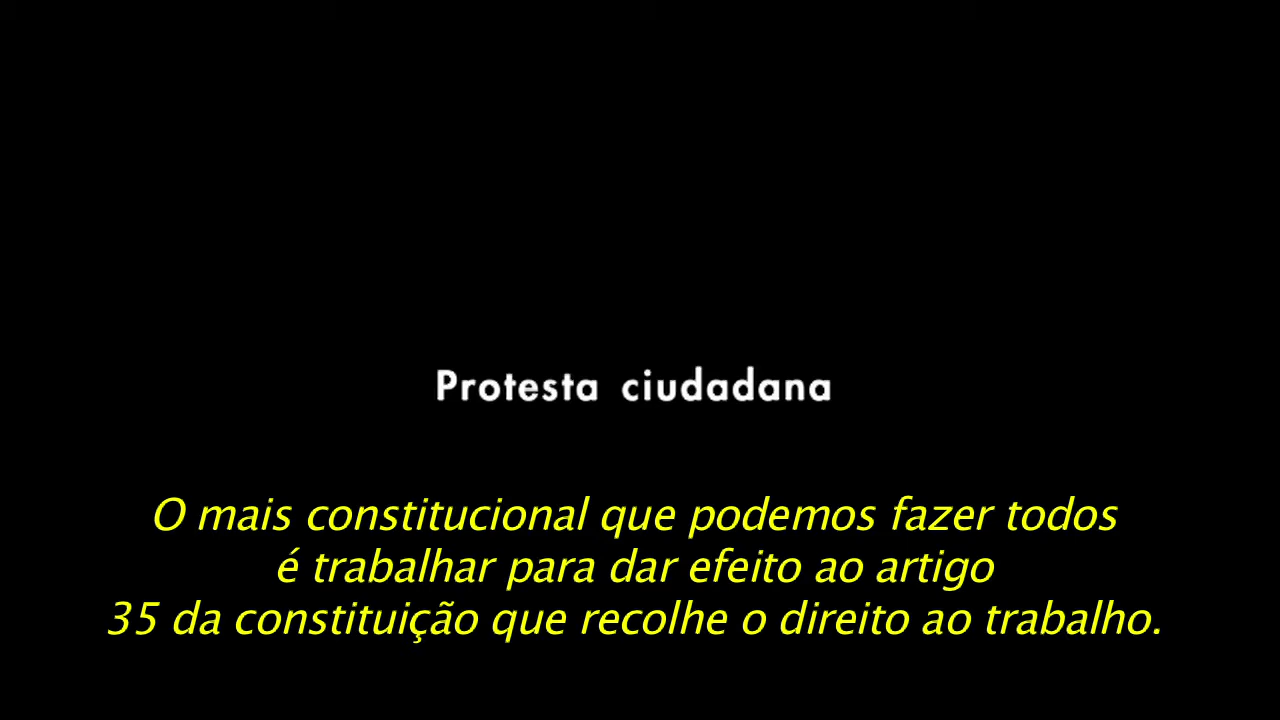 Protesta ciudadana
O mais constitucional que podemos fazer todos
é trabalhar para dar efeito ao artigo
35 da constituição que recolhe o direito ao trabalho.